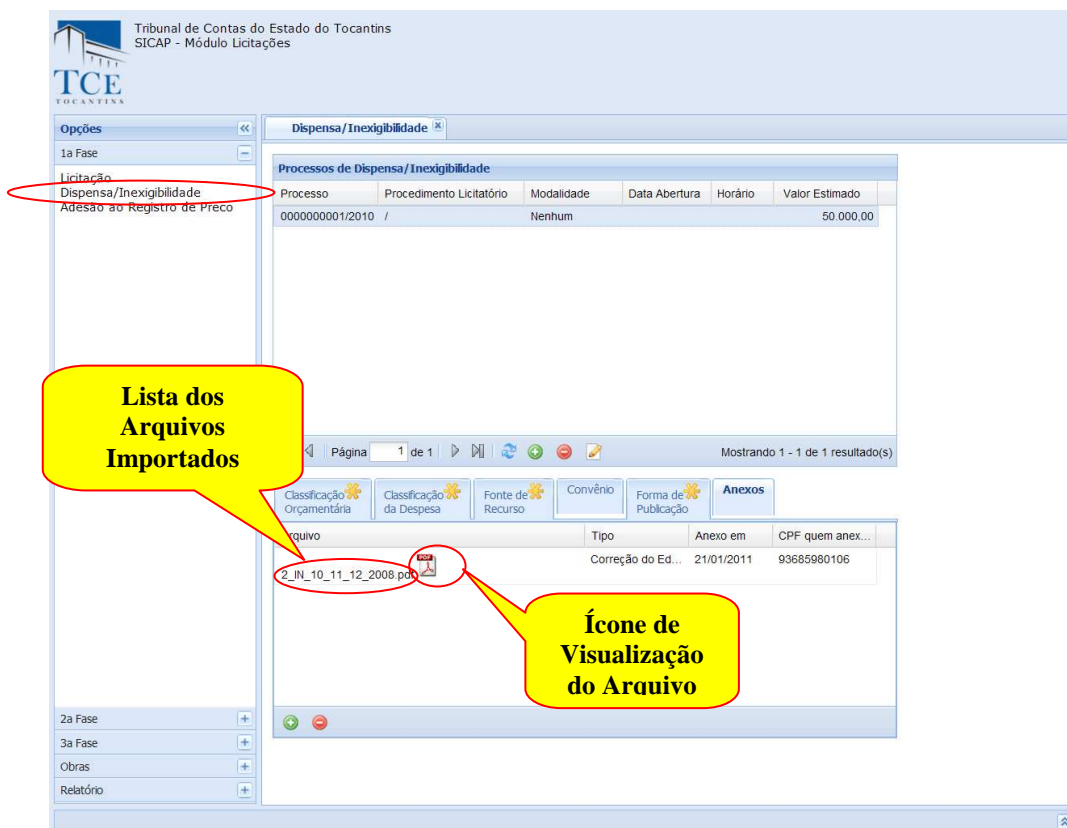 Tribunal de Contas do Estado do Tocantins
SICAP - Módulo Licitações
TCE
TOCANTINS
Opções
1a Fase
Licitação
Dispensa/Inexigibilidade
Adesão ao Registro de Preco
Dispensa/Inexigibilidade
Processos de Dispensa/Inexigibilidade
Processo Procedimento Licitatório Modalidade Data Abertura Horário Valor Estimado
0000000001/2010 / Nenhum 50.000,00
Lista dos
Arquivos
Importados
Página 1 de 1 Mostrando 1 - 1 de 1 resultado(s)
Classificação Orçamentária
Classificação da Despesa
Fonte de Recurso
Convênio
Forma de Publicação
Anexos
Arquivo Tipo Anexo em CPF quem anex...
2_IN_10_11_12_2008.pdf PDF Correção do Ed... 21/01/2011 93685980106
Ícone de
Visualização
do Arquivo
2a Fase
3a Fase
Obras
Relatório